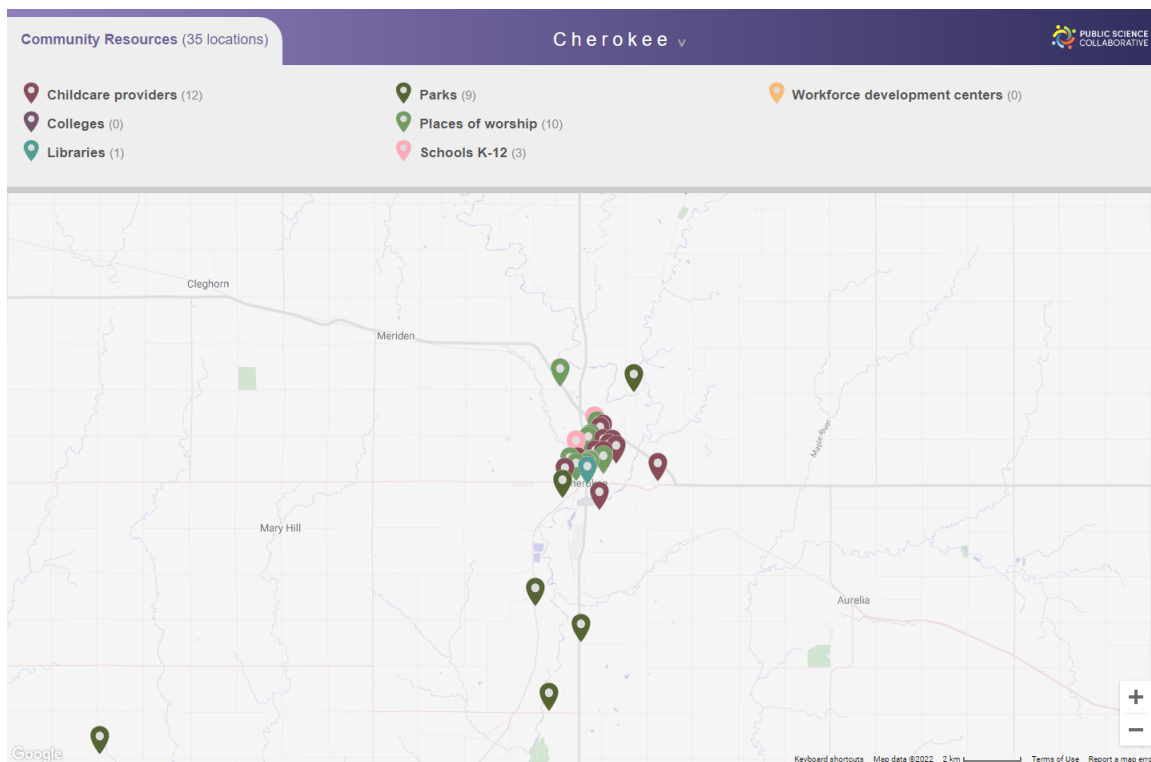 Community Resources (35 locations)
Cherokee v
PUBLIC SCIENCE
COLLABORATIVE
Childcare providers (12)
Colleges (0)
Libraries (1)
Parks (9)
Places of worship (10)
Schools K-12 (3)
Workforce development centers (0)
Cleghorn
Meriden
Maple River
Mary Hill
Aurelia
+
−
Google
Keyboard shortcuts Map data ©2022 2 km Terms of Use Report a map